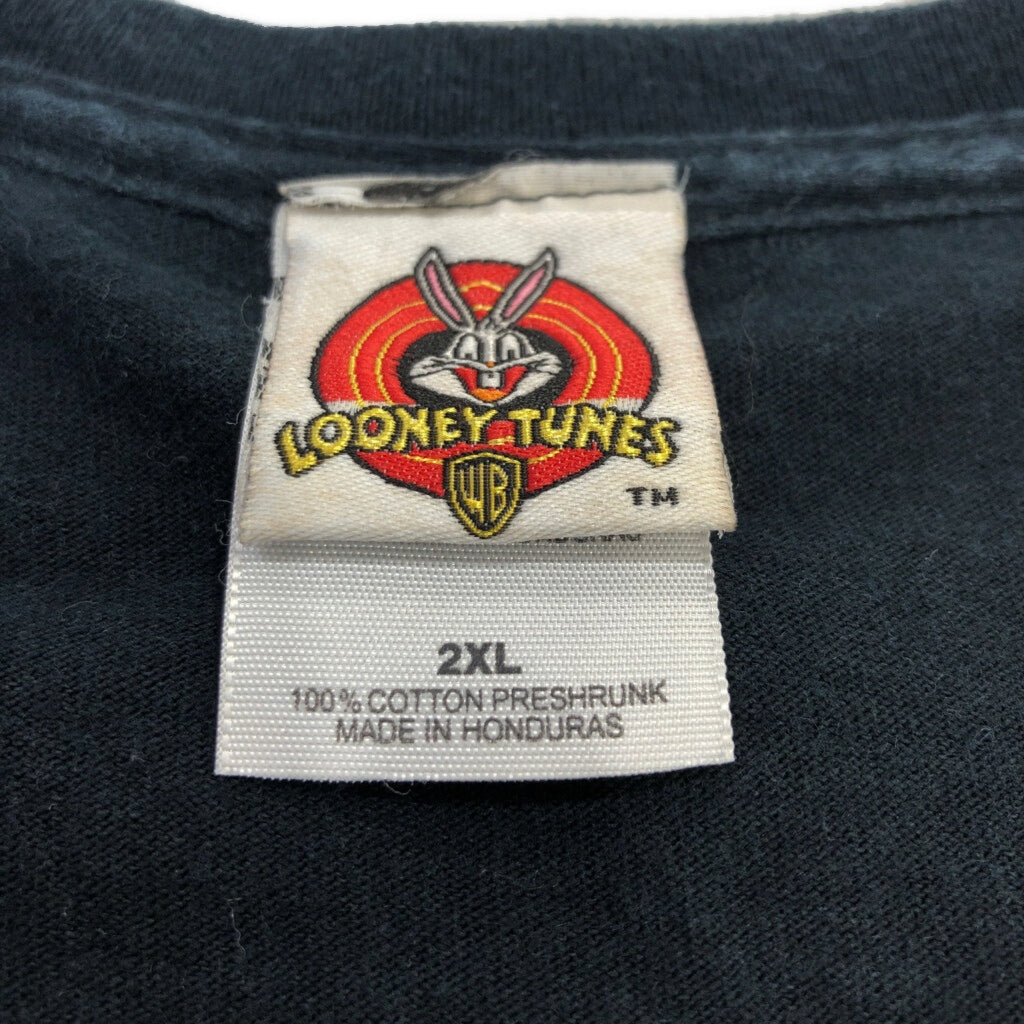 LOONEY TUNES
WB
TM
2XL
100% COTTON PRESHRUNK
MADE IN HONDURAS